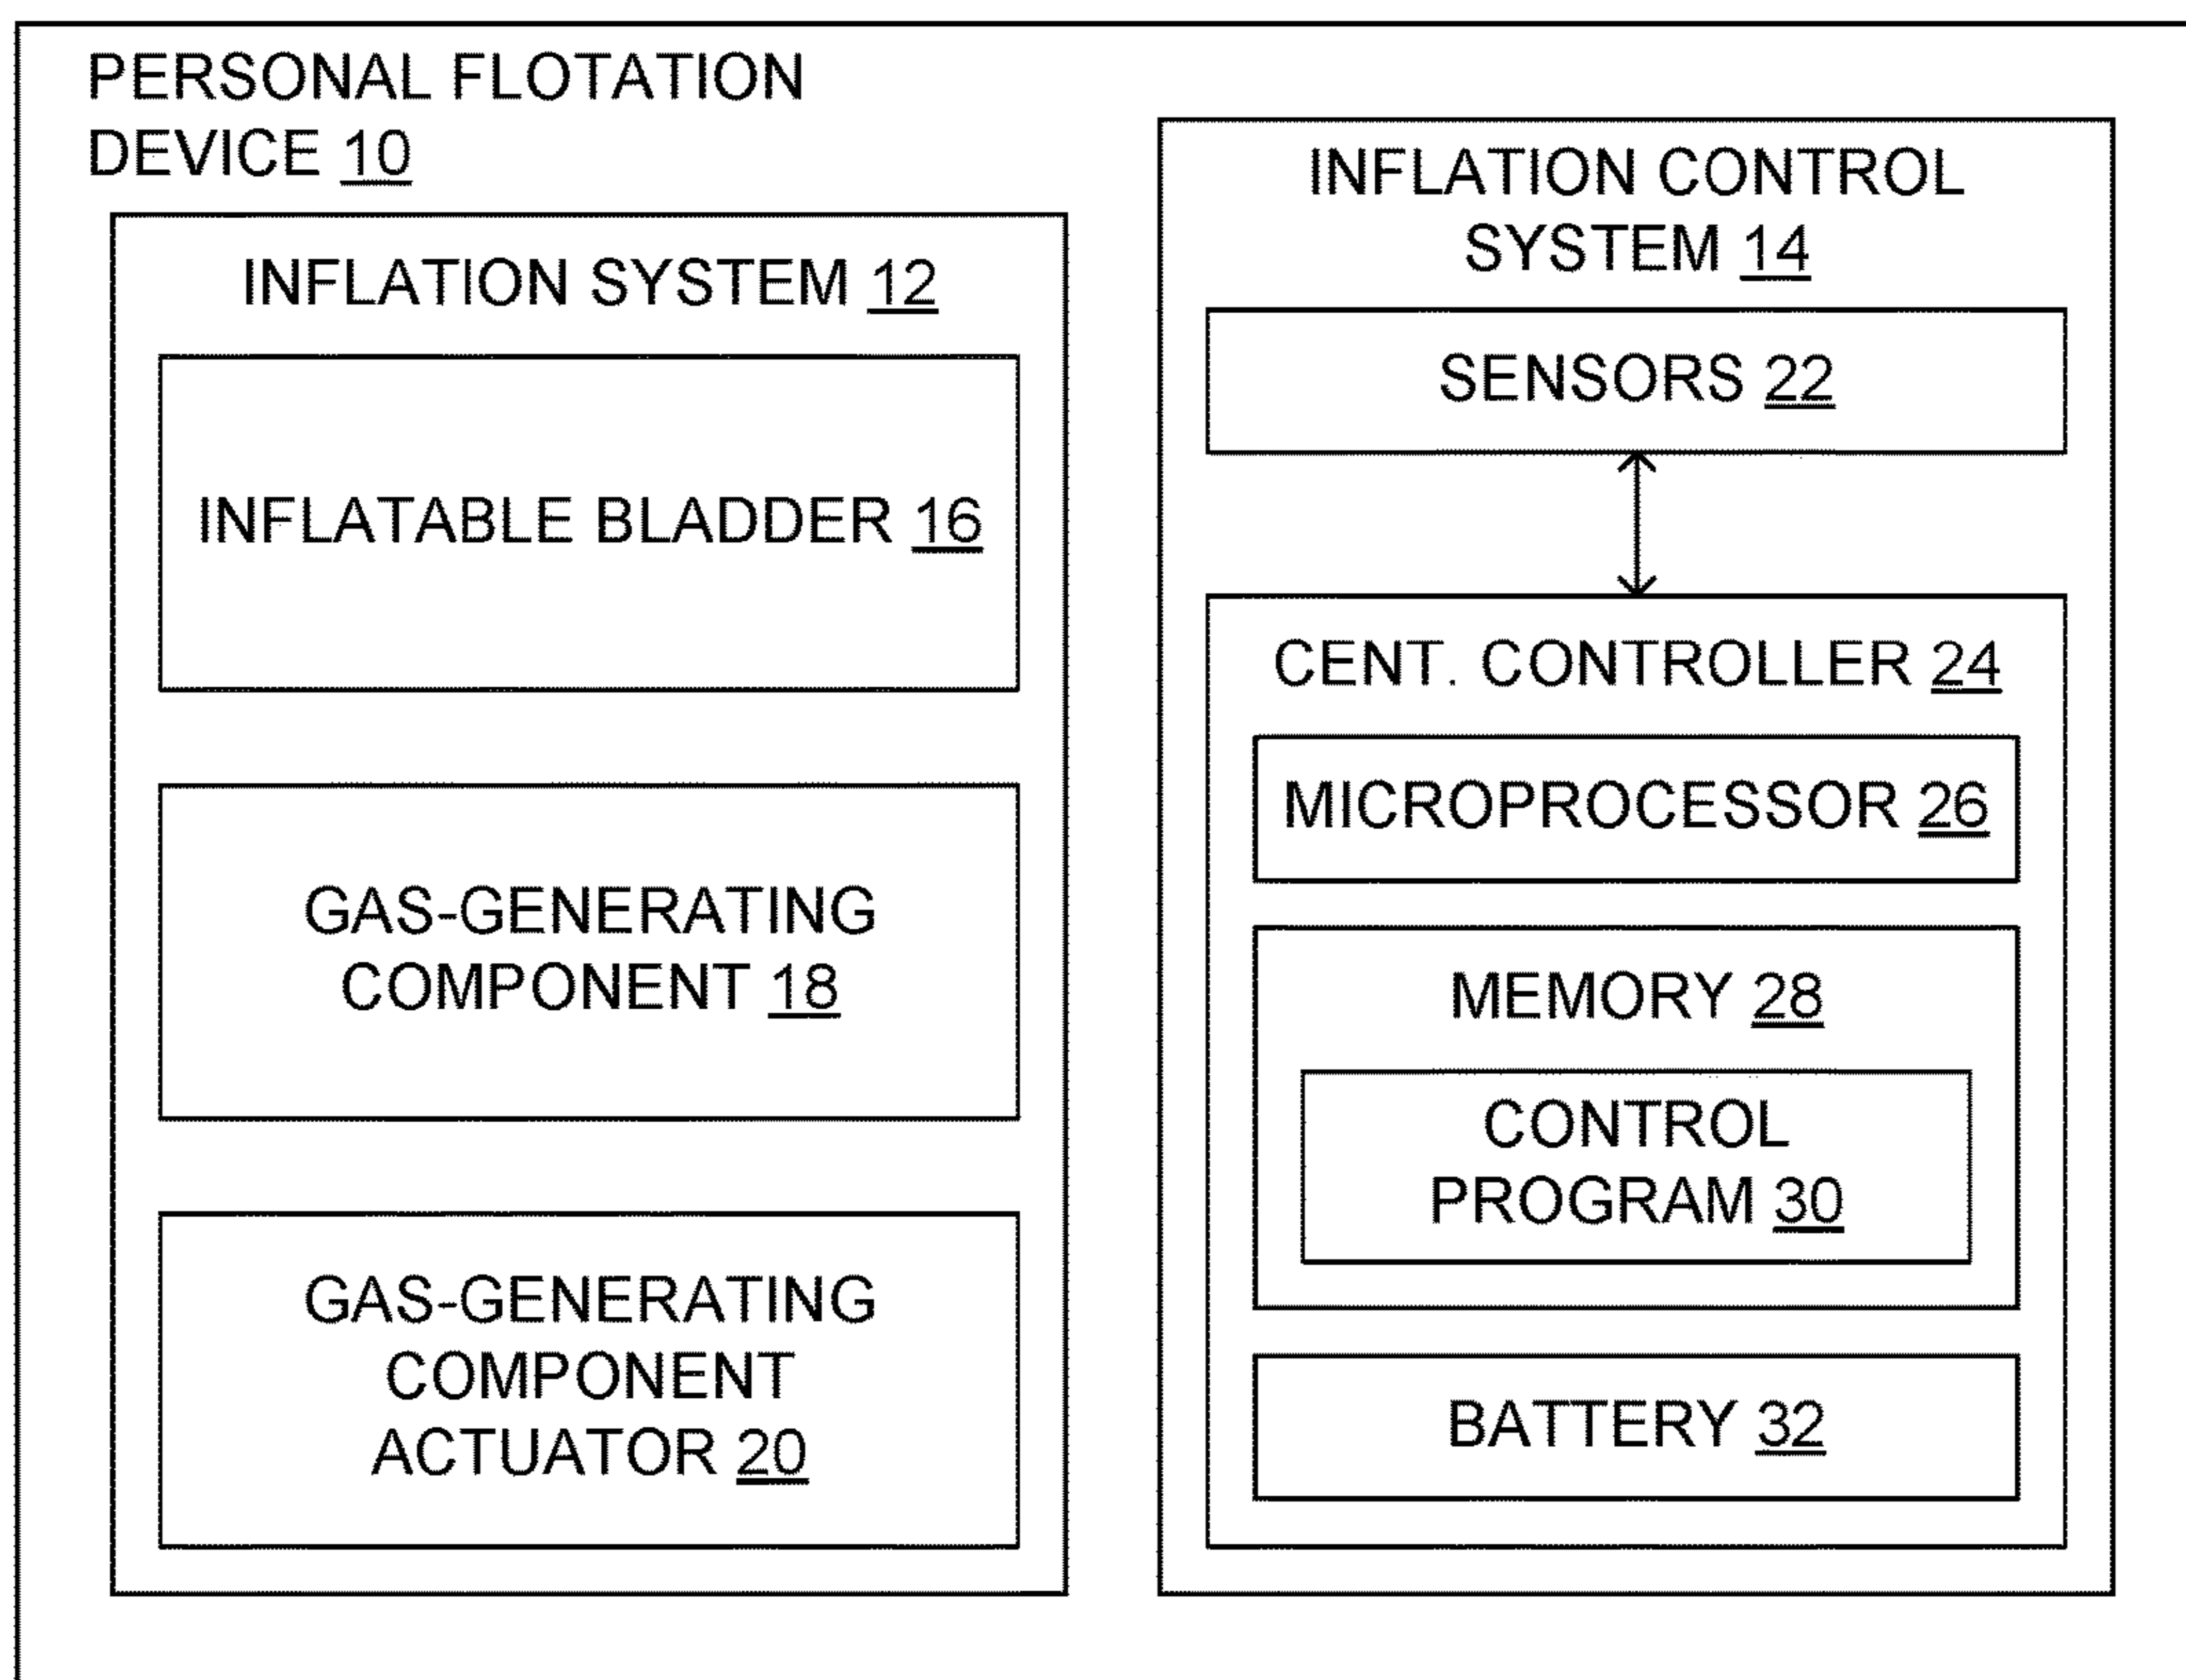 PERSONAL FLOTATION
DEVICE 10
INFLATION SYSTEM 12
INFLATABLE BLADDER 16
GAS-GENERATING
COMPONENT 18
GAS-GENERATING
COMPONENT
ACTUATOR 20
INFLATION CONTROL
SYSTEM 14
SENSORS 22
CENT. CONTROLLER 24
MICROPROCESSOR 26
MEMORY 28
CONTROL
PROGRAM 30
BATTERY 32